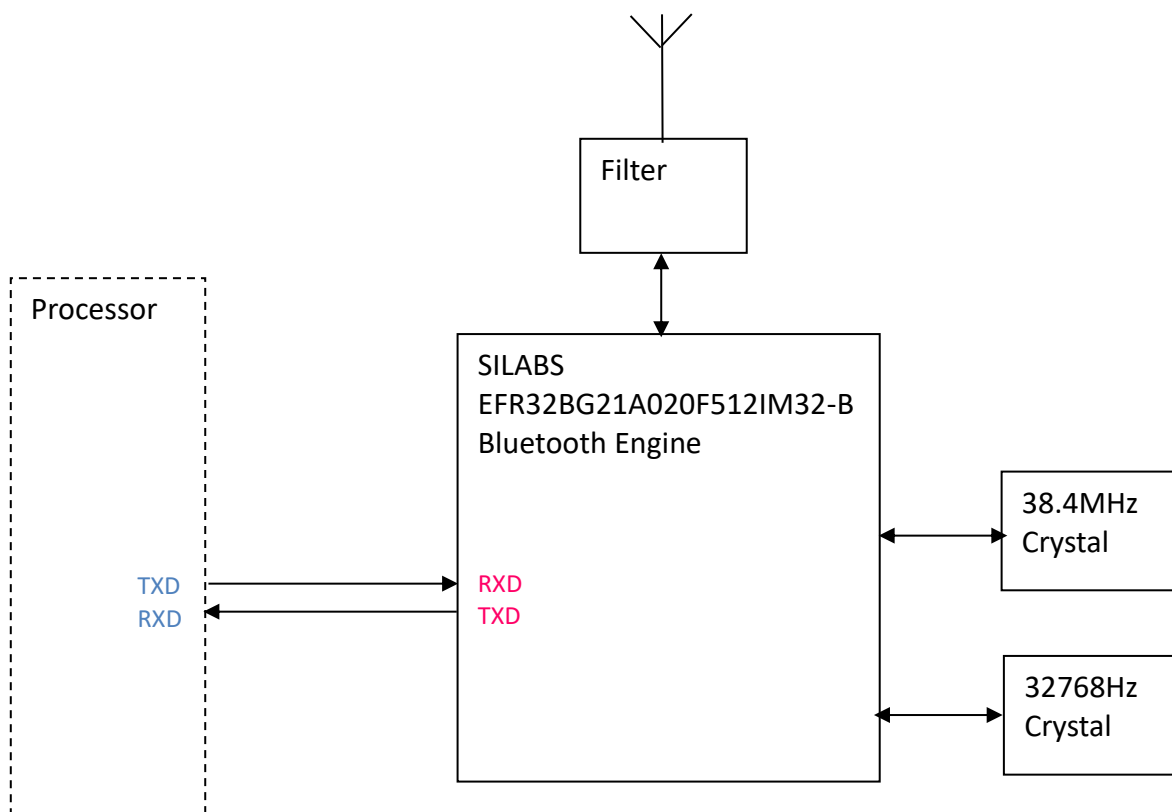 Filter
Processor
SILABS
EFR32BG21A020F512IM32-B
Bluetooth Engine
38.4MHz
Crystal
TXD
RXD
RXD
TXD
32768Hz
Crystal